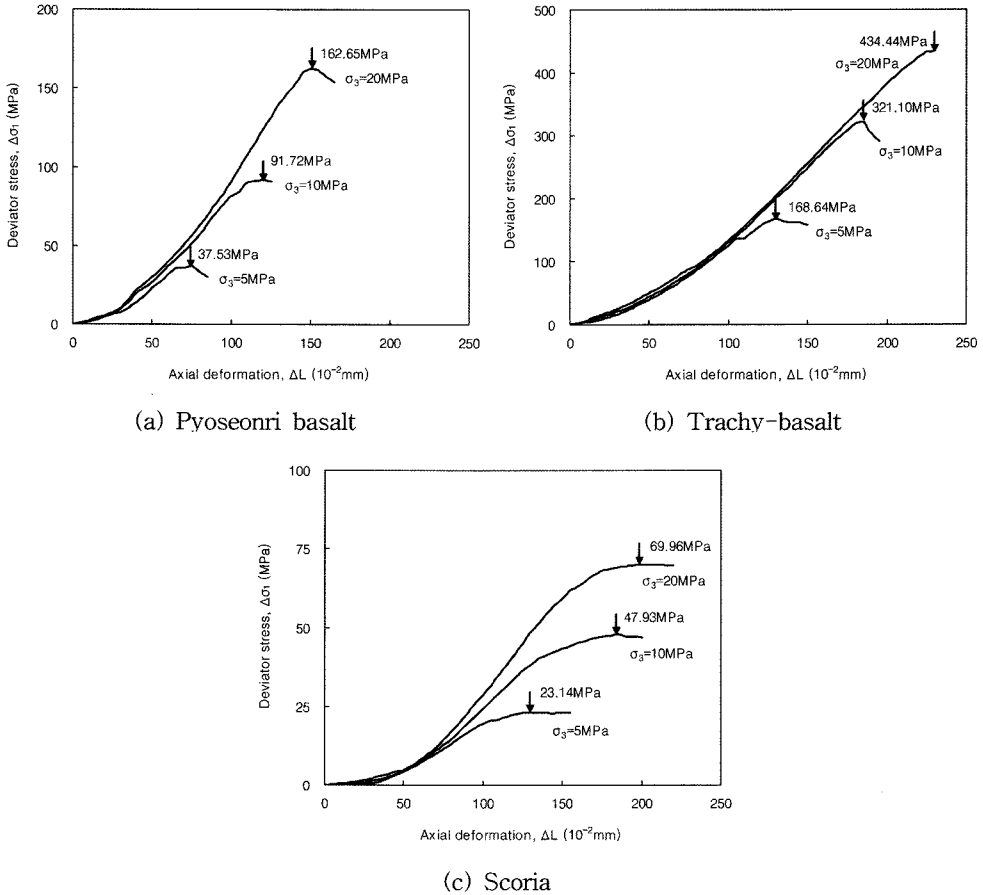 200
150
100
50
0
Deviator stress, Δσ₁ (MPa)
162.65MPa
σ₃=20MPa
91.72MPa
σ₃=10MPa
37.53MPa
σ₃=5MPa
0 50 100 150 200 250
Axial deformation, ΔL (10⁻²mm)
(a) Pyoseonri basalt
500
400
300
200
100
0
Deviator stress, Δσ₁ (MPa)
434.44MPa
σ₃=20MPa
321.10MPa
σ₃=10MPa
168.64MPa
σ₃=5MPa
0 50 100 150 200 250
Axial deformation, ΔL (10⁻²mm)
(b) Trachy-basalt
100
75
50
25
0
Deviator stress, Δσ₁ (MPa)
69.96MPa
σ₃=20MPa
47.93MPa
σ₃=10MPa
23.14MPa
σ₃=5MPa
0 50 100 150 200 250
Axial deformation, ΔL (10⁻²mm)
(c) Scoria